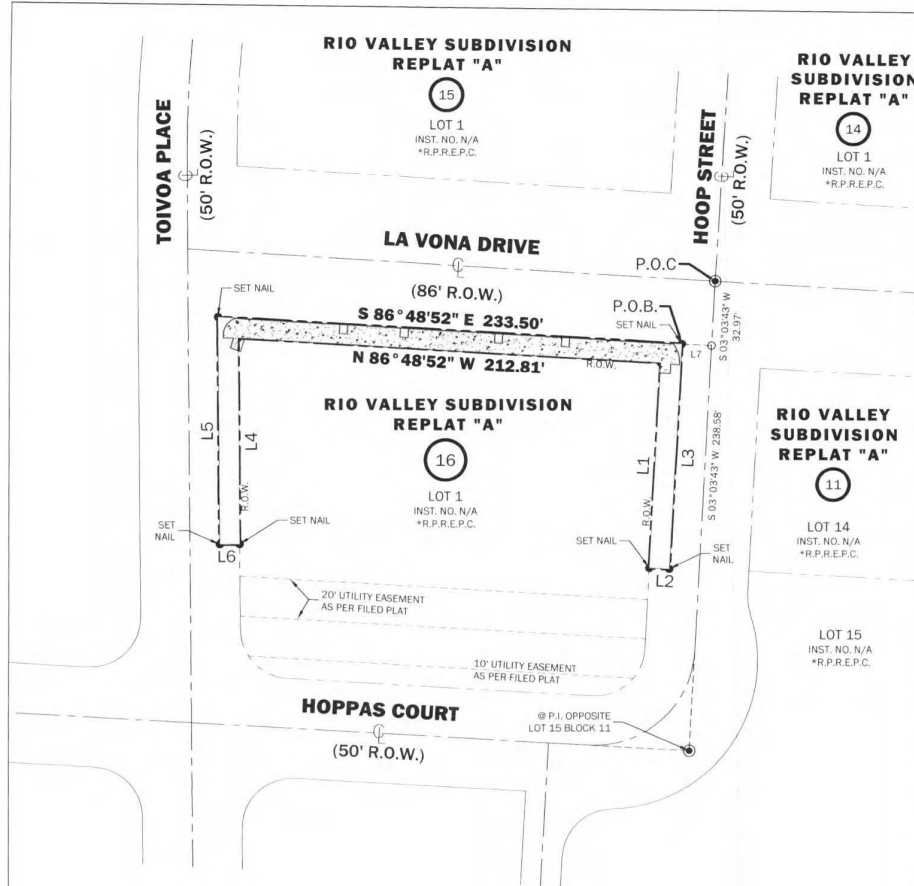 RIO VALLEY SUBDIVISION
REPLAT "A"
15
LOT 1
INST. NO. N/A
*R.P.R.E.P.C.
RIO VALLEY
SUBDIVISION
REPLAT "A"
14
LOT 1
INST. NO. N/A
*R.P.R.E.P.C.
TOIVOA PLACE
(50' R.O.W.)
HOOP STREET
(50' R.O.W.)
LA VONA DRIVE
(86' R.O.W.)
P.O.C
P.O.B.
SET NAIL
SET NAIL
S 86°48'52" E 233.50'
N 86°48'52" W 212.81'
R.O.W.
L7
S 03°03'43" W
32.97'
S 03°03'43" W 238.58'
RIO VALLEY SUBDIVISION
REPLAT "A"
16
LOT 1
INST. NO. N/A
*R.P.R.E.P.C.
L5
L4
R.O.W.
L1
R.O.W.
L3
RIO VALLEY
SUBDIVISION
REPLAT "A"
11
LOT 14
INST. NO. N/A
*R.P.R.E.P.C.
SET
NAIL
SET NAIL
L6
SET NAIL
SET
NAIL
L2
20' UTILITY EASEMENT
AS PER FILED PLAT
10' UTILITY EASEMENT
AS PER FILED PLAT
LOT 15
INST. NO. N/A
*R.P.R.E.P.C.
HOPPAS COURT
(50' R.O.W.)
@ P.I. OPPOSITE
LOT 15 BLOCK 11